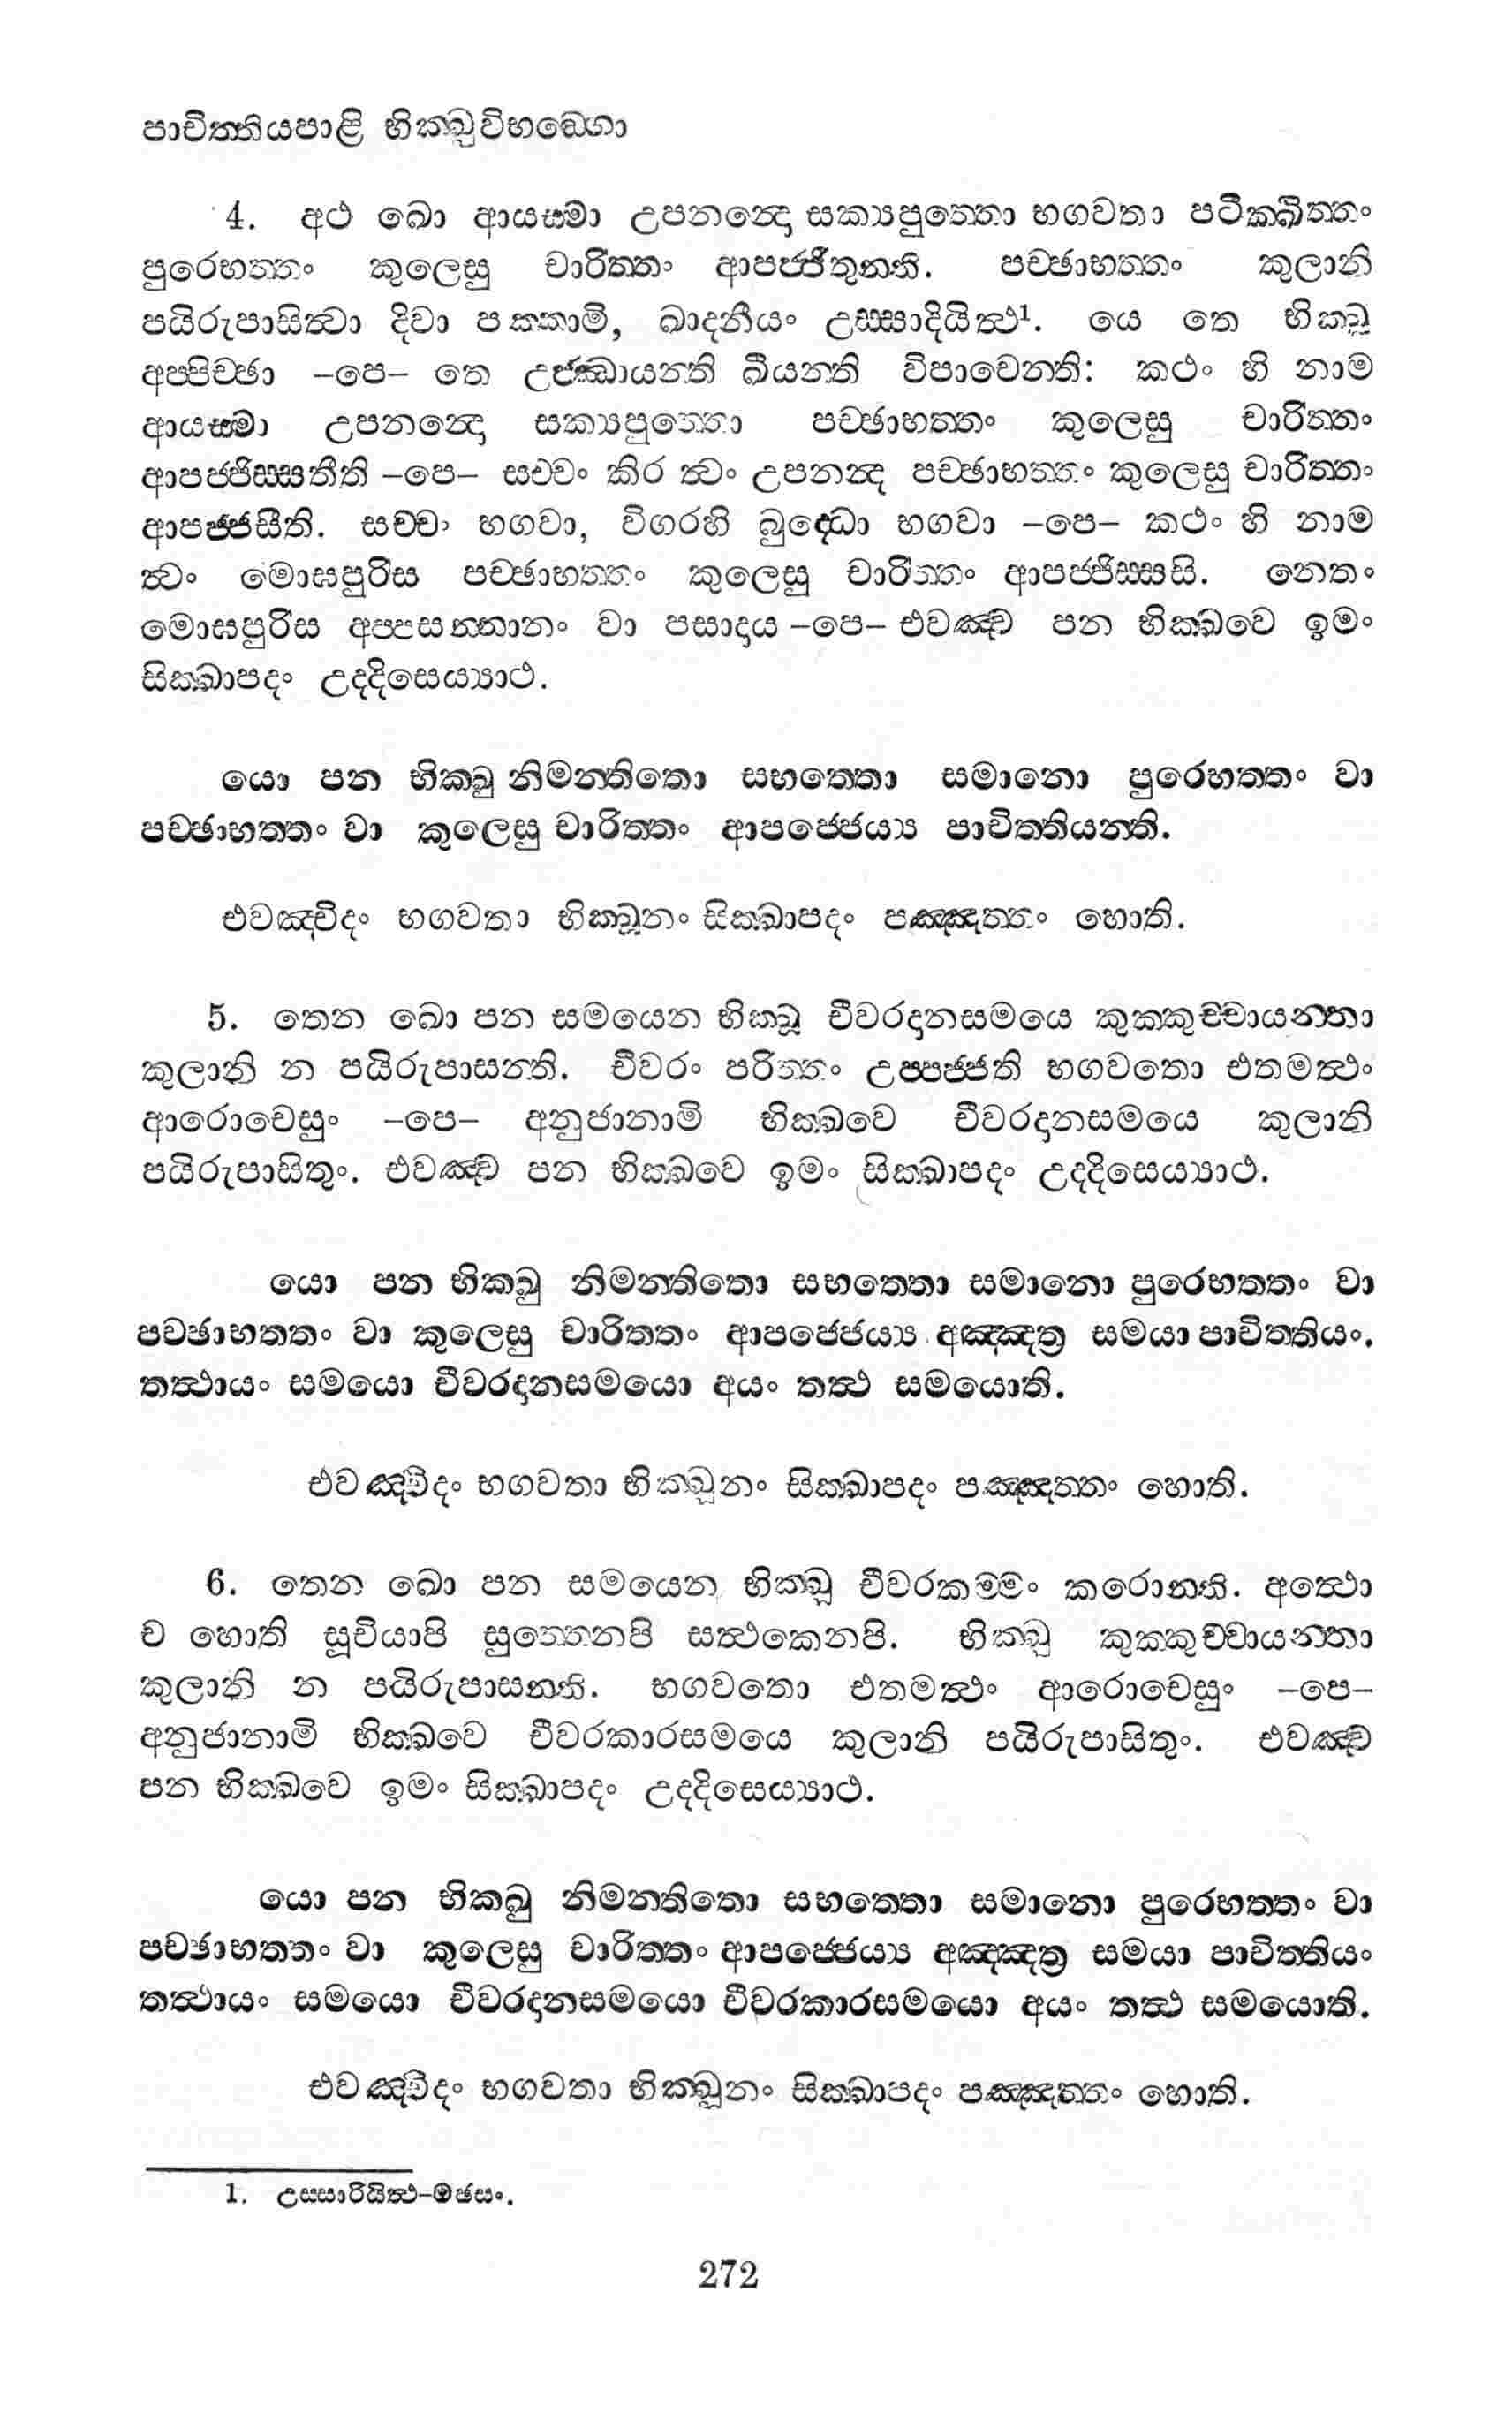 පාචිත්තියපාළි භික්ඛුවිභඞ්ගො
4. අථ ඛො ආයස්මා උපනන්දො සක්‍යපුත්තො භගවතා පටික්ඛිත්තං
පුරෙභත්තං කුලෙසු චාරිත්තං ආපජ්ජිතුන්ති. පච්ඡාභත්තං කුලානි
පයිරුපාසිත්වා දිවා පක්කාමි, ඛාදනීයං උස්සාදියිත්ථ¹. යෙ තෙ භික්ඛූ
අප්පිච්ඡා –පෙ– තෙ උජ්ඣායන්ති ඛීයන්ති විපාචෙන්ති: කථං හි නාම
ආයස්මා උපනන්දො සක්‍යපුත්තො පච්ඡාභත්තං කුලෙසු චාරිත්තං
ආපජ්ජිස්සතීති –පෙ– සච්චං කිර ත්වං උපනන්ද පච්ඡාභත්තං කුලෙසු චාරිත්තං
ආපජ්ජසීති. සච්චං භගවා, විගරහි බුද්ධො භගවා –පෙ– කථං හි නාම
ත්වං මොඝපුරිස පච්ඡාභත්තං කුලෙසු චාරිත්තං ආපජ්ජිස්සසි. නෙතං
මොඝපුරිස අප්පසන්නානං වා පසාදාය –පෙ– එවඤ්ච පන භික්ඛවෙ ඉමං
සික්ඛාපදං උද්දිසෙය්‍යාථ.
යො පන භික්ඛු නිමන්තිතො සභත්තො සමානො පුරෙභත්තං වා
පච්ඡාභත්තං වා කුලෙසු චාරිත්තං ආපජ්ජෙය්‍ය පාචිත්තියන්ති.
එවඤ්චිදං භගවතා භික්ඛූනං සික්ඛාපදං පඤ්ඤත්තං හොති.
5. තෙන ඛො පන සමයෙන භික්ඛූ චීවරදානසමයෙ කුක්කුච්චායන්තා
කුලානි න පයිරුපාසන්ති. චීවරං පරිත්තං උප්පජ්ජති භගවතො එතමත්ථං
ආරොචෙසුං –පෙ– අනුජානාමි භික්ඛවෙ චීවරදානසමයෙ කුලානි
පයිරුපාසිතුං. එවඤ්ච පන භික්ඛවෙ ඉමං සික්ඛාපදං උද්දිසෙය්‍යාථ.
යො පන භික්ඛු නිමන්තිතො සභත්තො සමානො පුරෙභත්තං වා
පච්ඡාභත්තං වා කුලෙසු චාරිත්තං ආපජ්ජෙය්‍ය අඤ්ඤත්‍ර සමයා පාචිත්තියං.
තත්ථායං සමයො චීවරදානසමයො අයං තත්ථ සමයොති.
එවඤ්චිදං භගවතා භික්ඛූනං සික්ඛාපදං පඤ්ඤත්තං හොති.
6. තෙන ඛො පන සමයෙන භික්ඛූ චීවරකම්මං කරොන්ති. අත්ථො
ච හොති සූචියාපි සුත්තෙනපි සත්ථකෙනපි. භික්ඛු කුක්කුච්චායන්තා
කුලානි න පයිරුපාසන්ති. භගවතො එතමත්ථං ආරොචෙසුං –පෙ–
අනුජානාමි භික්ඛවෙ චීවරකාරසමයෙ කුලානි පයිරුපාසිතුං. එවඤ්ච
පන භික්ඛවෙ ඉමං සික්ඛාපදං උද්දිසෙය්‍යාථ.
යො පන භික්ඛු නිමන්තිතො සභත්තො සමානො පුරෙභත්තං වා
පච්ඡාභත්තං වා කුලෙසු චාරිත්තං ආපජ්ජෙය්‍ය අඤ්ඤත්‍ර සමයා පාචිත්තියං
තත්ථායං සමයො චීවරදානසමයො චීවරකාරසමයො අයං තත්ථ සමයොති.
එවඤ්චිදං භගවතා භික්ඛූනං සික්ඛාපදං පඤ්ඤත්තං හොති.
1. උස්සාරියිත්ථ–මඡසං.
272